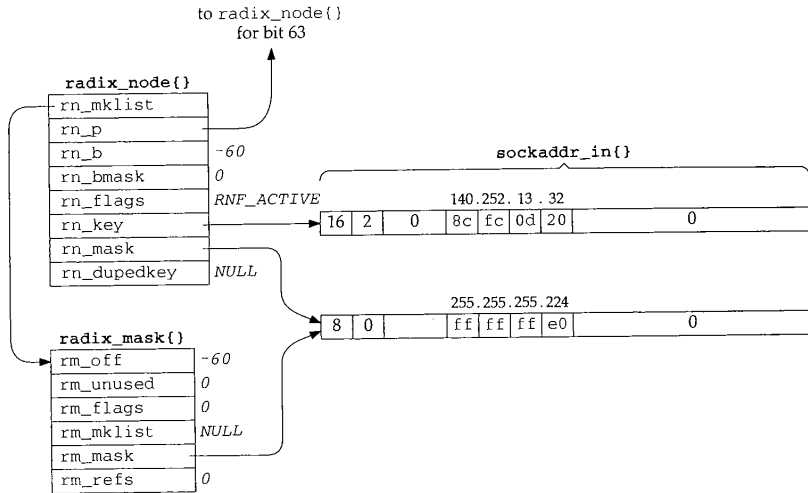 to radix_node{}
for bit 63
radix_node{}
rn_mklist
rn_p
rn_b -60
rn_bmask 0
rn_flags RNF_ACTIVE
rn_key
rn_mask
rn_dupedkey NULL
sockaddr_in{}
140.252.13.32
16 2 0 8c fc 0d 20 0
255.255.255.224
8 0 ff ff ff e0 0
radix_mask{}
rm_off -60
rm_unused 0
rm_flags 0
rm_mklist NULL
rm_mask
rm_refs 0